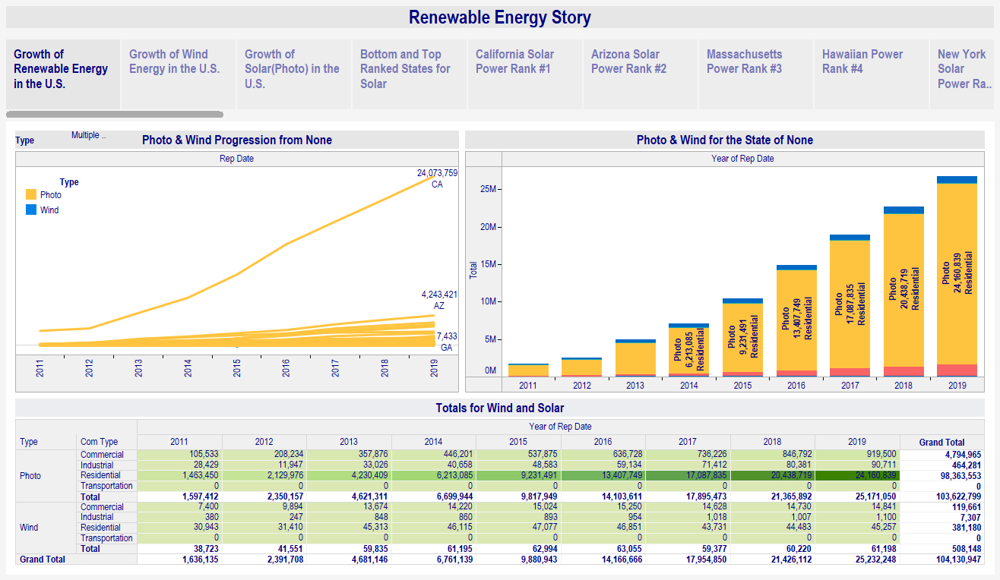 Renewable Energy Story
Growth of
Renewable Energy
in the U.S.
Growth of Wind
Energy in the U.S.
Growth of
Solar(Photo) in the
U.S.
Bottom and Top
Ranked States for
Solar
California Solar
Power Rank #1
Arizona Solar
Power Rank #2
Massachusetts
Power Rank #3
Hawaiian Power
Rank #4
New York
Solar
Power Ra..
Type
Multiple ..
Photo & Wind Progression from None
Rep Date
Type
Photo
Wind
24,073,759
CA
4,243,421
AZ
7,433
GA
2011 2012 2013 2014 2015 2016 2017 2018 2019
Photo & Wind for the State of None
Year of Rep Date
Total
25M
20M
15M
10M
5M
0M
Photo
6,213,085
Residential
Photo
9,231,491
Residential
Photo
13,407,749
Residential
Photo
17,087,835
Residential
Photo
20,438,719
Residential
Photo
24,160,839
Residential
2011 2012 2013 2014 2015 2016 2017 2018 2019
Totals for Wind and Solar
Year of Rep Date
Type Com Type 2011 2012 2013 2014 2015 2016 2017 2018 2019 Grand Total
Photo
Commercial 105,533 208,234 357,876 446,201 537,875 636,728 736,226 846,792 919,500 4,794,965
Industrial 28,429 11,947 33,026 40,658 48,583 59,134 71,412 80,381 90,711 464,281
Residential 1,463,450 2,129,976 4,230,409 6,213,085 9,231,491 13,407,749 17,087,835 20,438,719 24,160,839 98,363,553
Transportation 0 0 0 0 0 0 0 0 0 0
Total 1,597,412 2,350,157 4,621,311 6,699,944 9,817,949 14,103,611 17,895,473 21,365,892 25,171,050 103,622,799
Wind
Commercial 7,400 9,894 13,674 14,220 15,024 15,250 14,628 14,730 14,841 119,661
Industrial 380 247 848 860 893 954 1,018 1,007 1,100 7,307
Residential 30,943 31,410 45,313 46,115 47,077 46,851 43,731 44,483 45,257 381,180
Transportation 0 0 0 0 0 0 0 0 0 0
Total 38,723 41,551 59,835 61,195 62,994 63,055 59,377 60,220 61,198 508,148
Grand Total 1,636,135 2,391,708 4,681,146 6,761,139 9,880,943 14,166,666 17,954,850 21,426,112 25,232,248 104,130,947